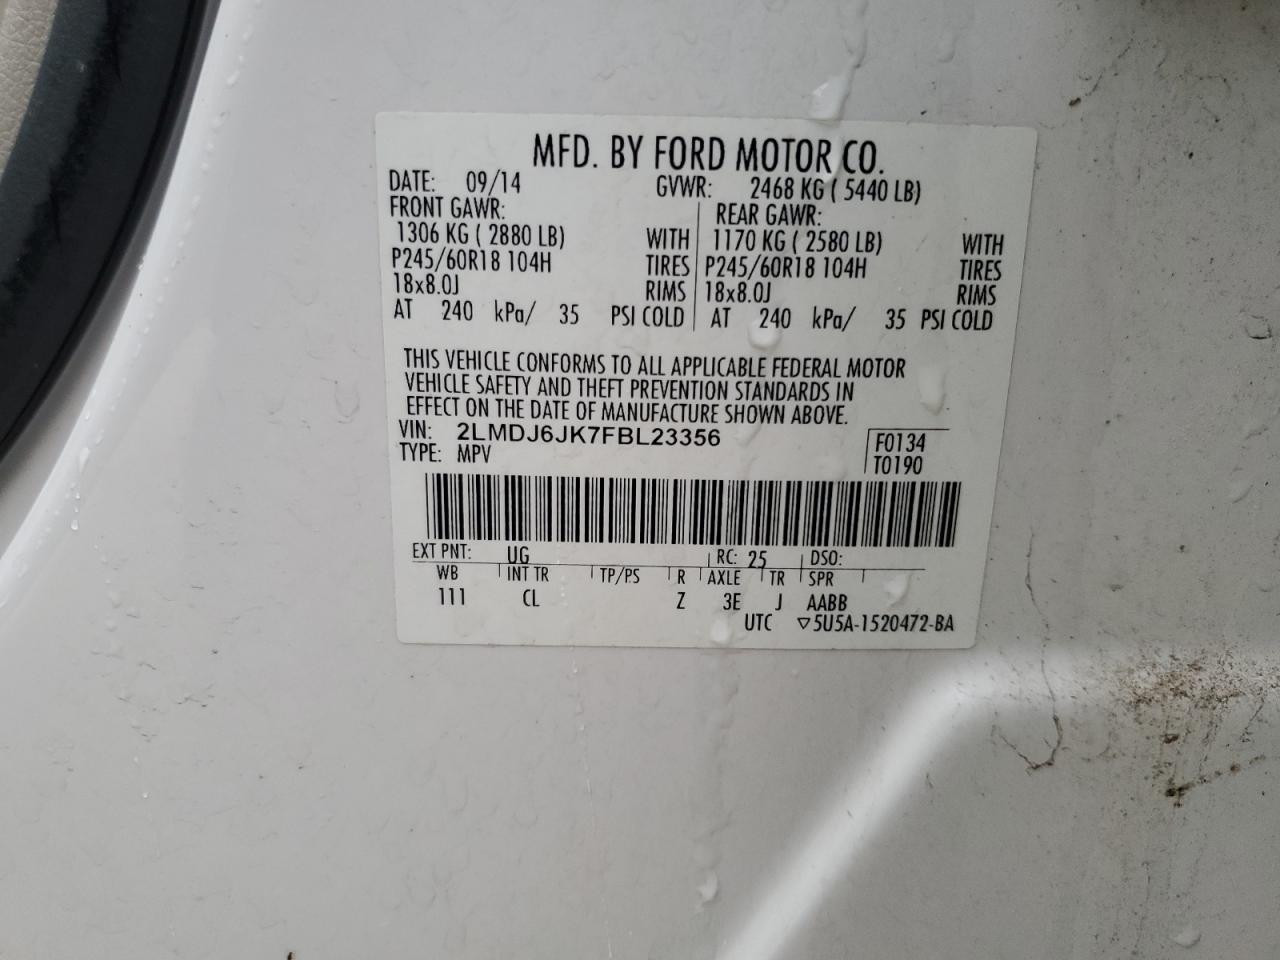 MFD. BY FORD MOTOR CO.
DATE: 09/14 GVWR: 2468 KG ( 5440 LB)
FRONT GAWR: REAR GAWR:
1306 KG ( 2880 LB) WITH 1170 KG ( 2580 LB) WITH
P245/60R18 104H TIRES P245/60R18 104H TIRES
18x8.0J RIMS 18x8.0J RIMS
AT 240 kPa/ 35 PSI COLD AT 240 kPa/ 35 PSI COLD
THIS VEHICLE CONFORMS TO ALL APPLICABLE FEDERAL MOTOR
VEHICLE SAFETY AND THEFT PREVENTION STANDARDS IN
EFFECT ON THE DATE OF MANUFACTURE SHOWN ABOVE.
VIN: 2LMDJ6JK7FBL23356 F0134
TYPE: MPV T0190
EXT PNT: UG RC: 25 DSO:
WB INT TR TP/PS R AXLE TR SPR
111 CL Z 3E J AABB
UTC ▽5U5A-1520472-BA